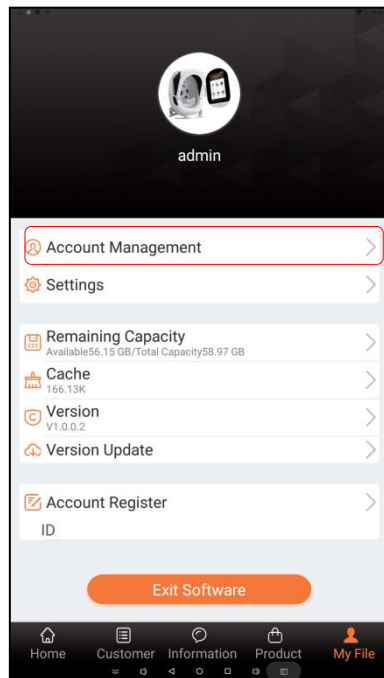 admin
Account Management
Settings
Remaining Capacity
Available56.15 GB/Total Capacity58.97 GB
Cache
166.13K
Version
V1.0.0.2
Version Update
Account Register
ID
Exit Software
Home Customer Information Product My File